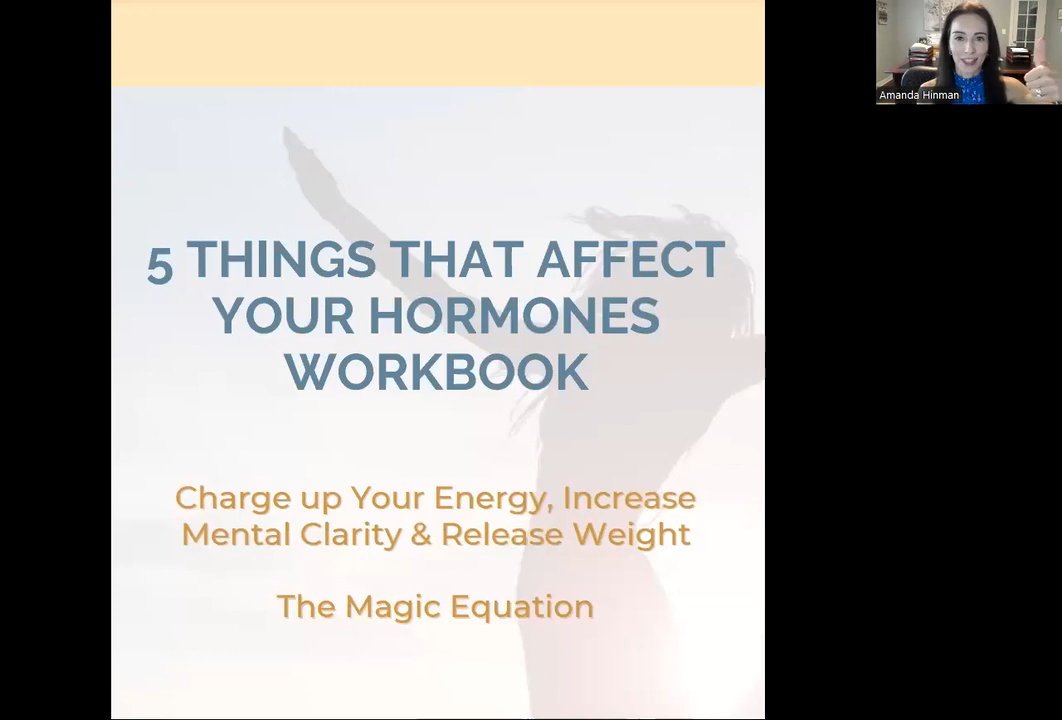 5 THINGS THAT AFFECT
YOUR HORMONES
WORKBOOK
Charge up Your Energy, Increase
Mental Clarity & Release Weight
The Magic Equation
Amanda Hinman